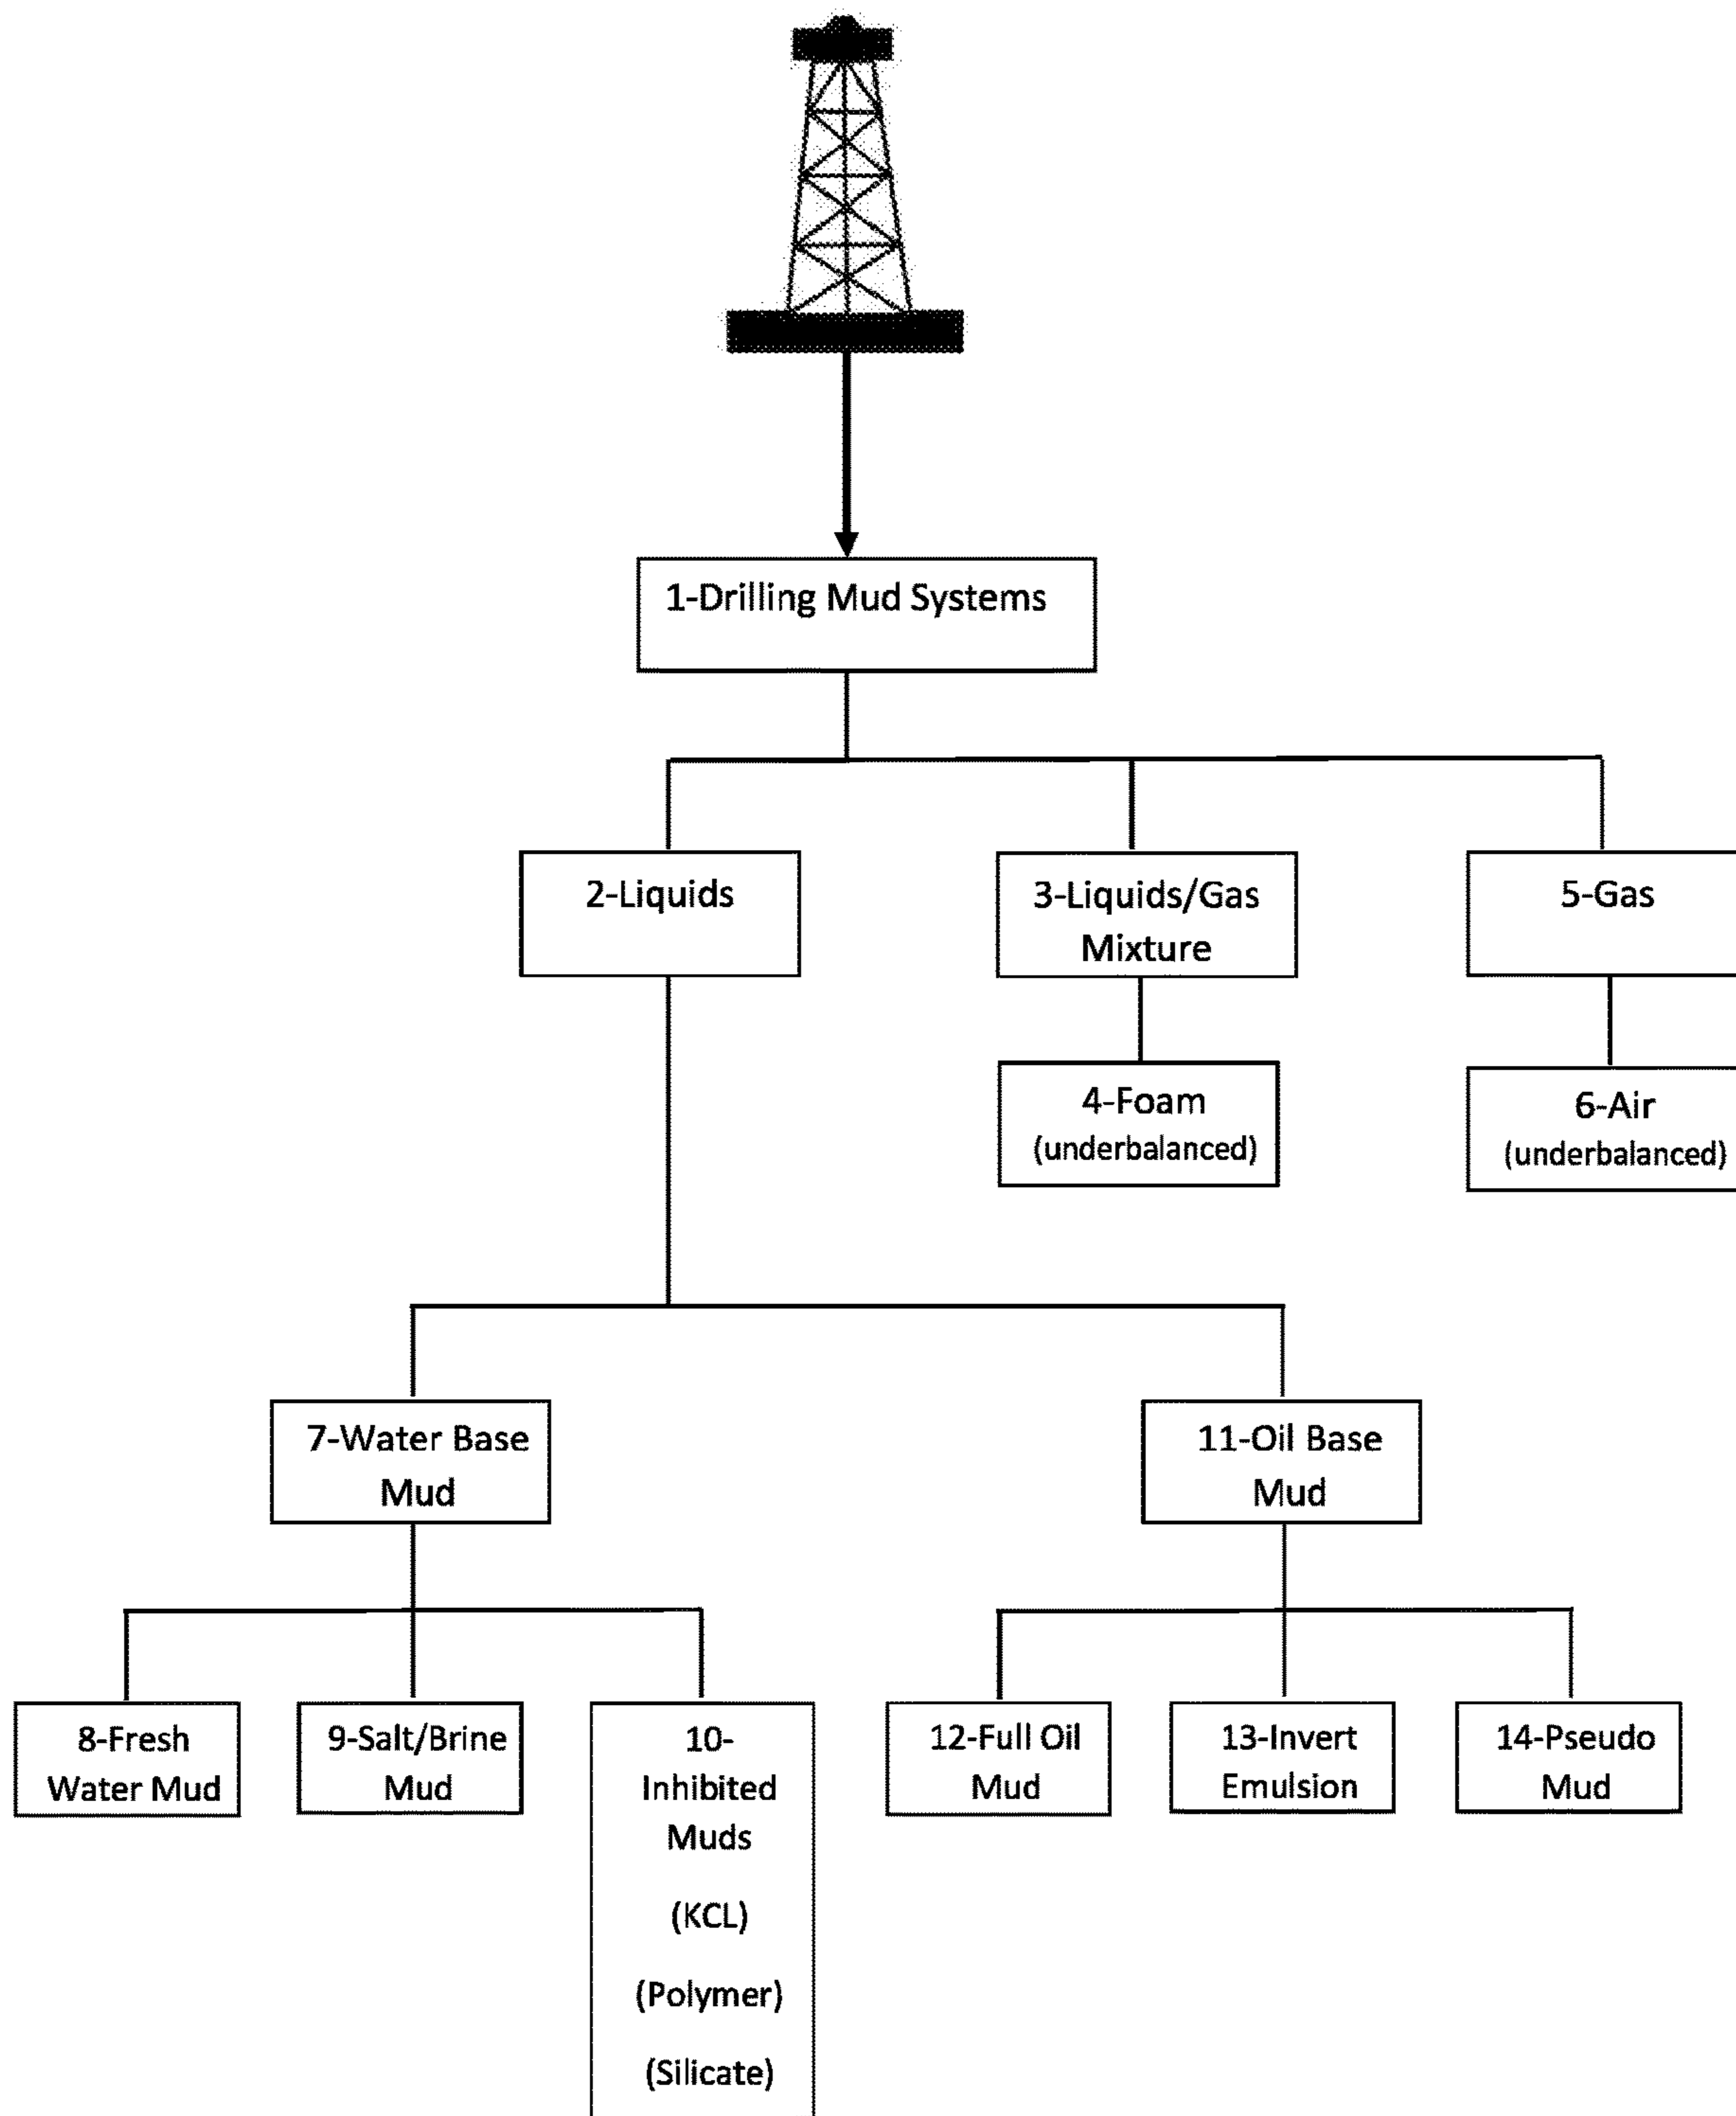 1-Drilling Mud Systems
2-Liquids
3-Liquids/Gas
Mixture
5-Gas
4-Foam
(underbalanced)
6-Air
(underbalanced)
7-Water Base
Mud
11-Oil Base
Mud
8-Fresh
Water Mud
9-Salt/Brine
Mud
10-
Inhibited
Muds
(KCL)
(Polymer)
(Silicate)
12-Full Oil
Mud
13-Invert
Emulsion
14-Pseudo
Mud